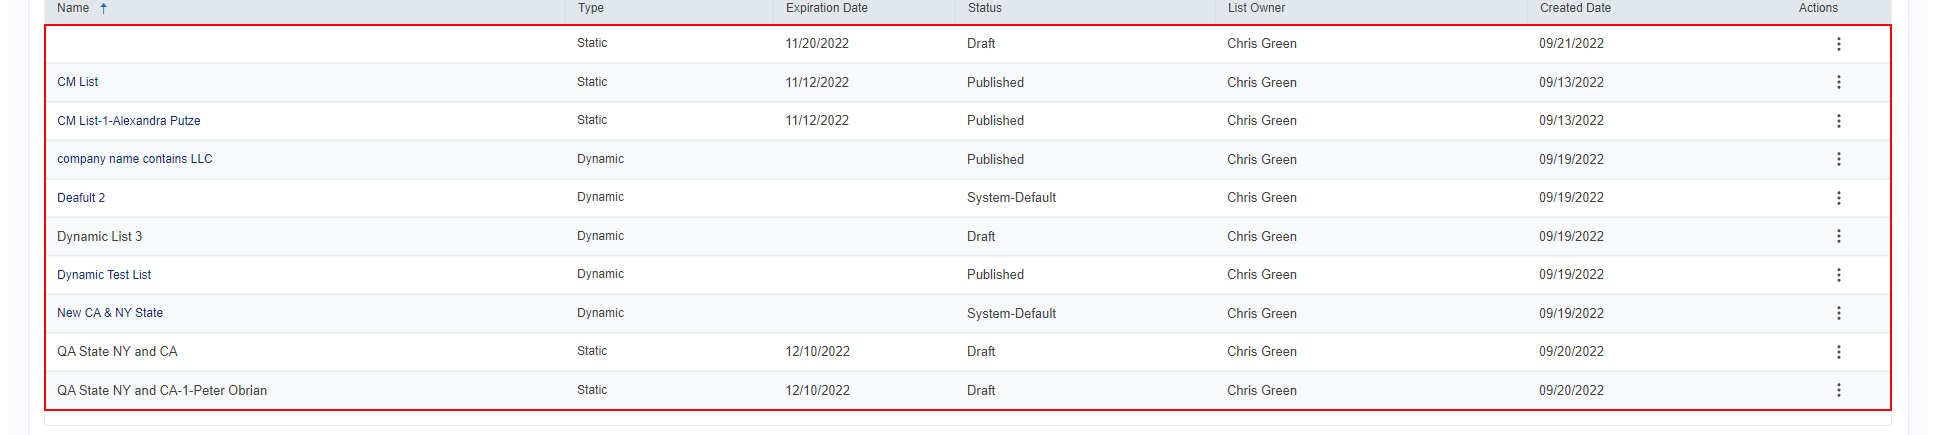 Name ↑ Type Expiration Date Status List Owner Created Date Actions
Static 11/20/2022 Draft Chris Green 09/21/2022
CM List Static 11/12/2022 Published Chris Green 09/13/2022
CM List-1-Alexandra Putze Static 11/12/2022 Published Chris Green 09/13/2022
company name contains LLC Dynamic Published Chris Green 09/19/2022
Deafult 2 Dynamic System-Default Chris Green 09/19/2022
Dynamic List 3 Dynamic Draft Chris Green 09/19/2022
Dynamic Test List Dynamic Published Chris Green 09/19/2022
New CA & NY State Dynamic System-Default Chris Green 09/19/2022
QA State NY and CA Static 12/10/2022 Draft Chris Green 09/20/2022
QA State NY and CA-1-Peter Obrian Static 12/10/2022 Draft Chris Green 09/20/2022